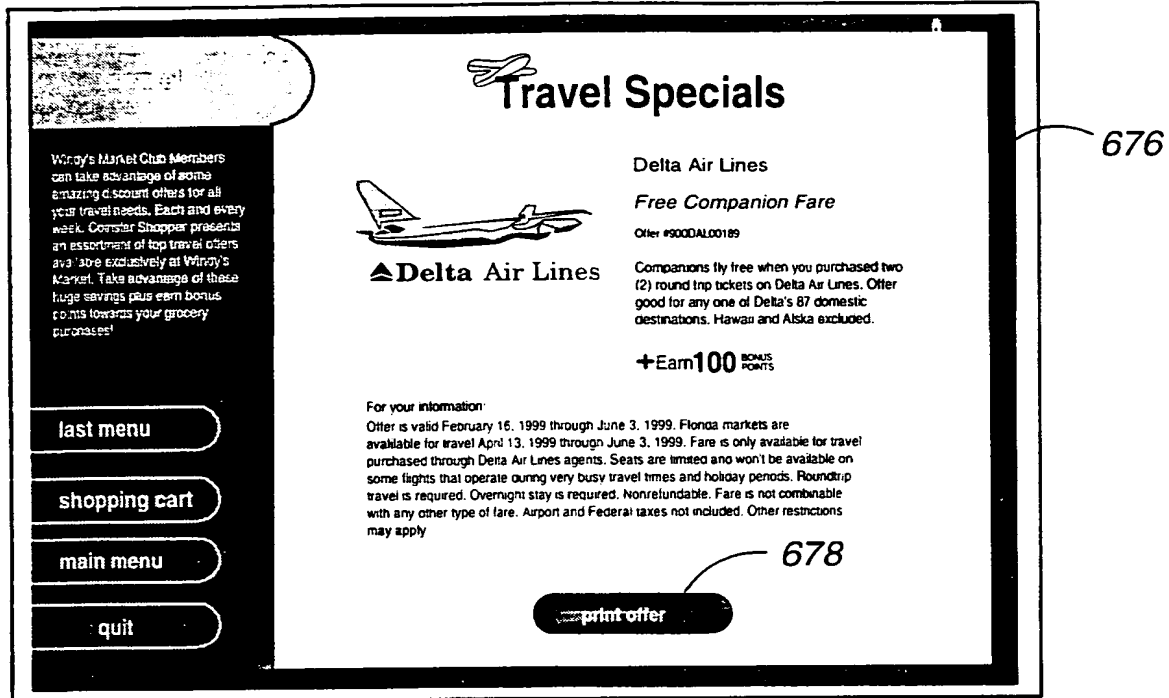 Travel Specials
676
Windy's Market Club Members
can take advantage of some
amazing discount offers for all
your travel needs. Each and every
week. Coinstar Shopper presents
an assortment of top travel offers
available exclusively at Windy's
Market. Take advantage of these
huge savings plus earn bonus
points towards your grocery
purchases!
Delta Air Lines
Free Companion Fare
Offer #900DAL00189
Delta Air Lines
Companions fly free when you purchased two
(2) round trip tickets on Delta Air Lines. Offer
good for any one of Delta's 87 domestic
destinations. Hawaii and Alska excluded.
+Earn 100 BONUS POINTS
For your information:
Offer is valid February 16, 1999 through June 3, 1999. Florida markets are
available for travel April 13, 1999 through June 3, 1999. Fare is only available for travel
purchased through Delta Air Lines agents. Seats are limited and won't be available on
some flights that operate during very busy travel times and holiday periods. Roundtrip
travel is required. Overnight stay is required. Nonrefundable. Fare is not combinable
with any other type of fare. Airport and Federal taxes not included. Other restrictions
may apply
last menu
shopping cart
main menu
quit
678
print offer